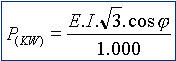 P(KW) = E.I.√3.cosφ / 1.000